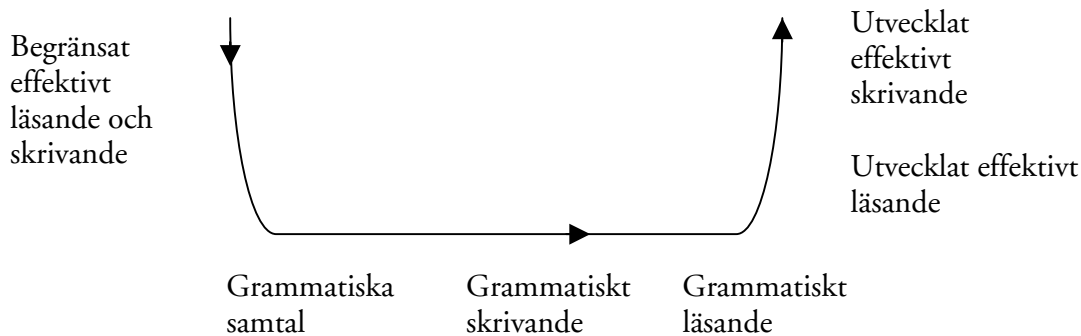 Begränsat
effektivt
läsande och
skrivande
Utvecklat
effektivt
skrivande
Utvecklat effektivt
läsande
Grammatiska
samtal
Grammatiskt
skrivande
Grammatiskt
läsande